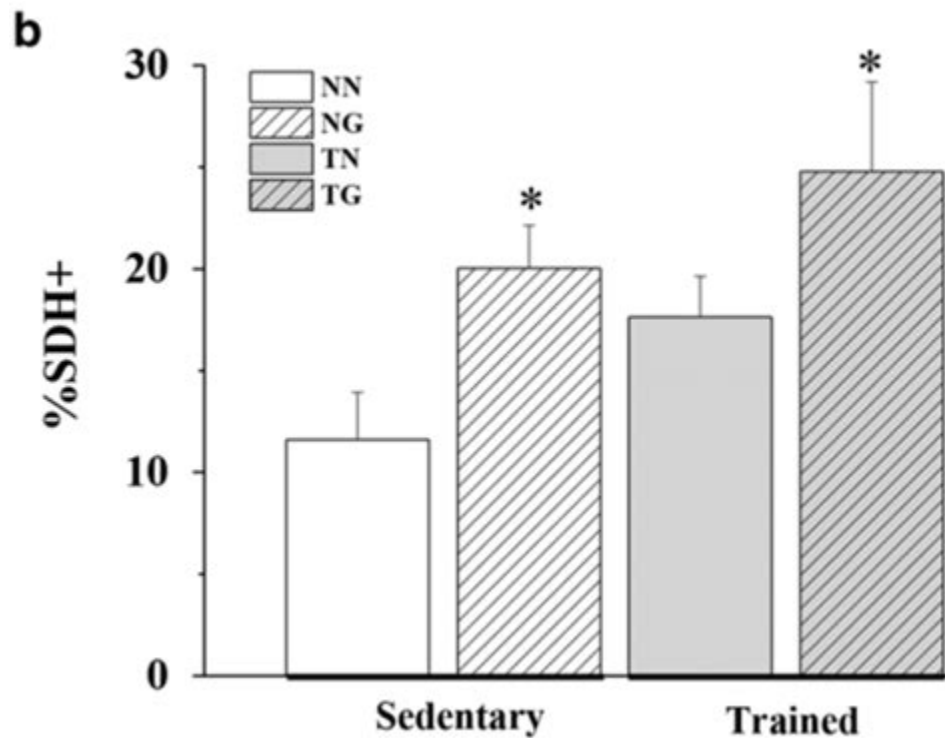 b
30
20
10
0
%SDH+
NN
NG
TN
TG
*
*
Sedentary
Trained